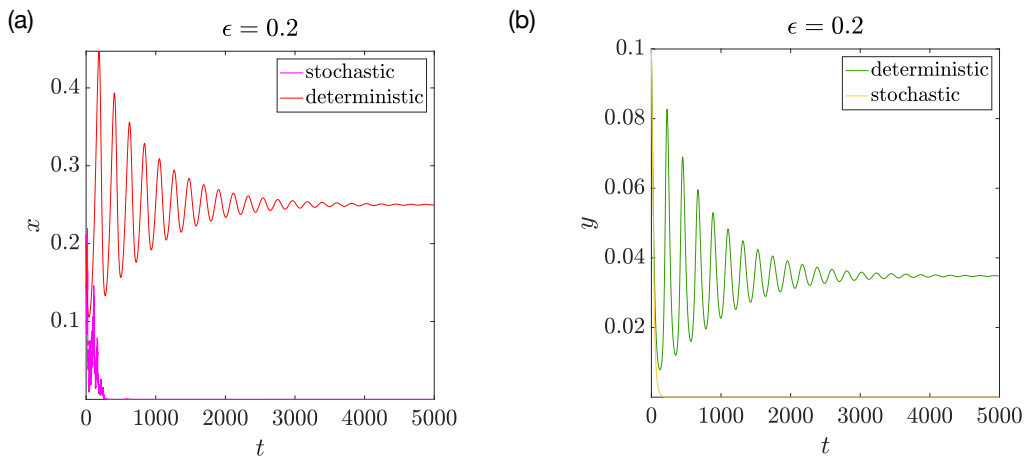 (a)
ϵ = 0.2
stochastic
deterministic
0.4
0.3
0.2
0.1
x
0 1000 2000 3000 4000 5000
t
(b)
ϵ = 0.2
deterministic
stochastic
0.1
0.08
0.06
0.04
0.02
y
0 1000 2000 3000 4000 5000
t